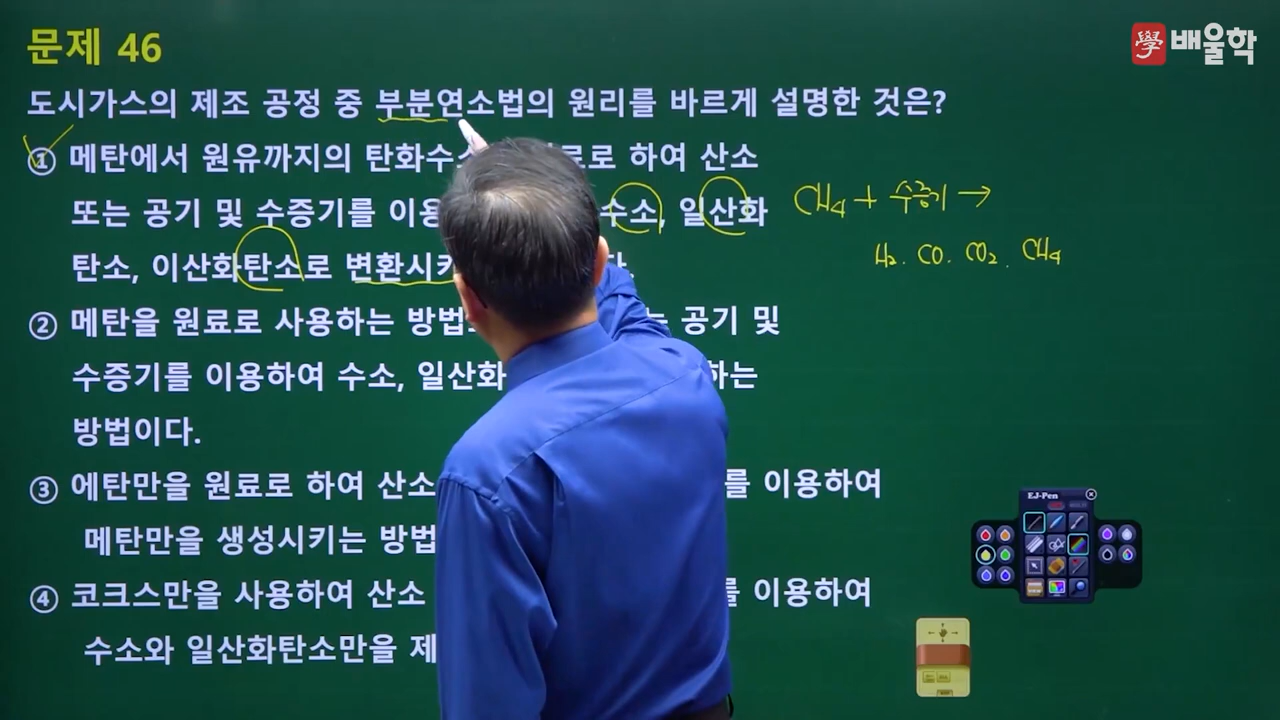 문제 46
學 배울학
도시가스의 제조 공정 중 부분연소법의 원리를 바르게 설명한 것은?
① 메탄에서 원유까지의 탄화수 로 하여 산소
또는 공기 및 수증기를 이용 수소, 일산화
탄소, 이산화탄소로 변환시키
CH₄ + 수증기 →
H₂. CO. CO₂. CH₄
② 메탄을 원료로 사용하는 방법 공기 및
수증기를 이용하여 수소, 일산화 하는
방법이다.
③ 에탄만을 원료로 하여 산소 를 이용하여
메탄만을 생성시키는 방법
④ 코크스만을 사용하여 산소 를 이용하여
수소와 일산화탄소만을 제
EJ-Pen